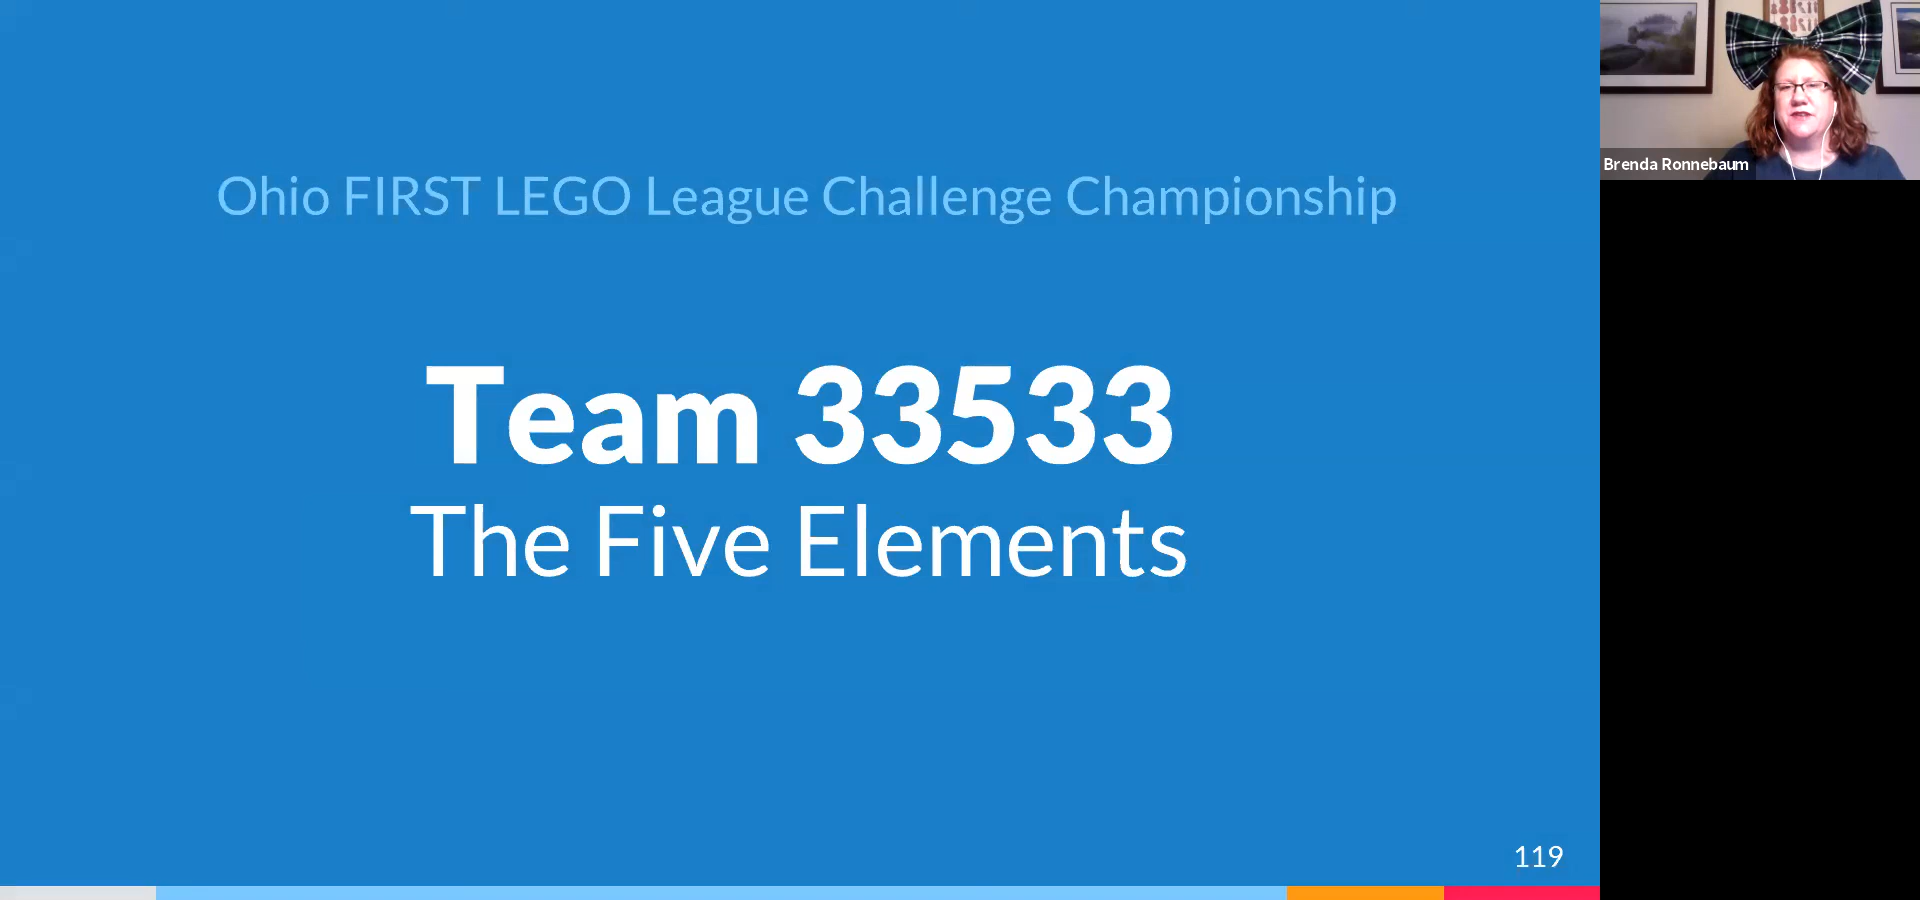 Ohio FIRST LEGO League Challenge Championship
Team 33533
The Five Elements
119
Brenda Ronnebaum